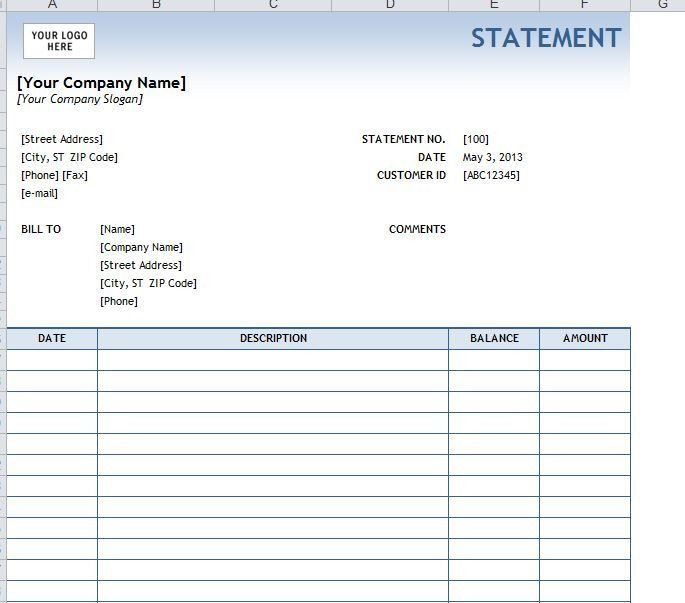 A B C D E F G
YOUR LOGO
HERE
STATEMENT
[Your Company Name]
[Your Company Slogan]
[Street Address]
STATEMENT NO. [100]
[City, ST  ZIP Code]
DATE May 3, 2013
[Phone] [Fax]
CUSTOMER ID [ABC12345]
[e-mail]
BILL TO [Name]
COMMENTS
[Company Name]
[Street Address]
[City, ST  ZIP Code]
[Phone]
DATE DESCRIPTION BALANCE AMOUNT